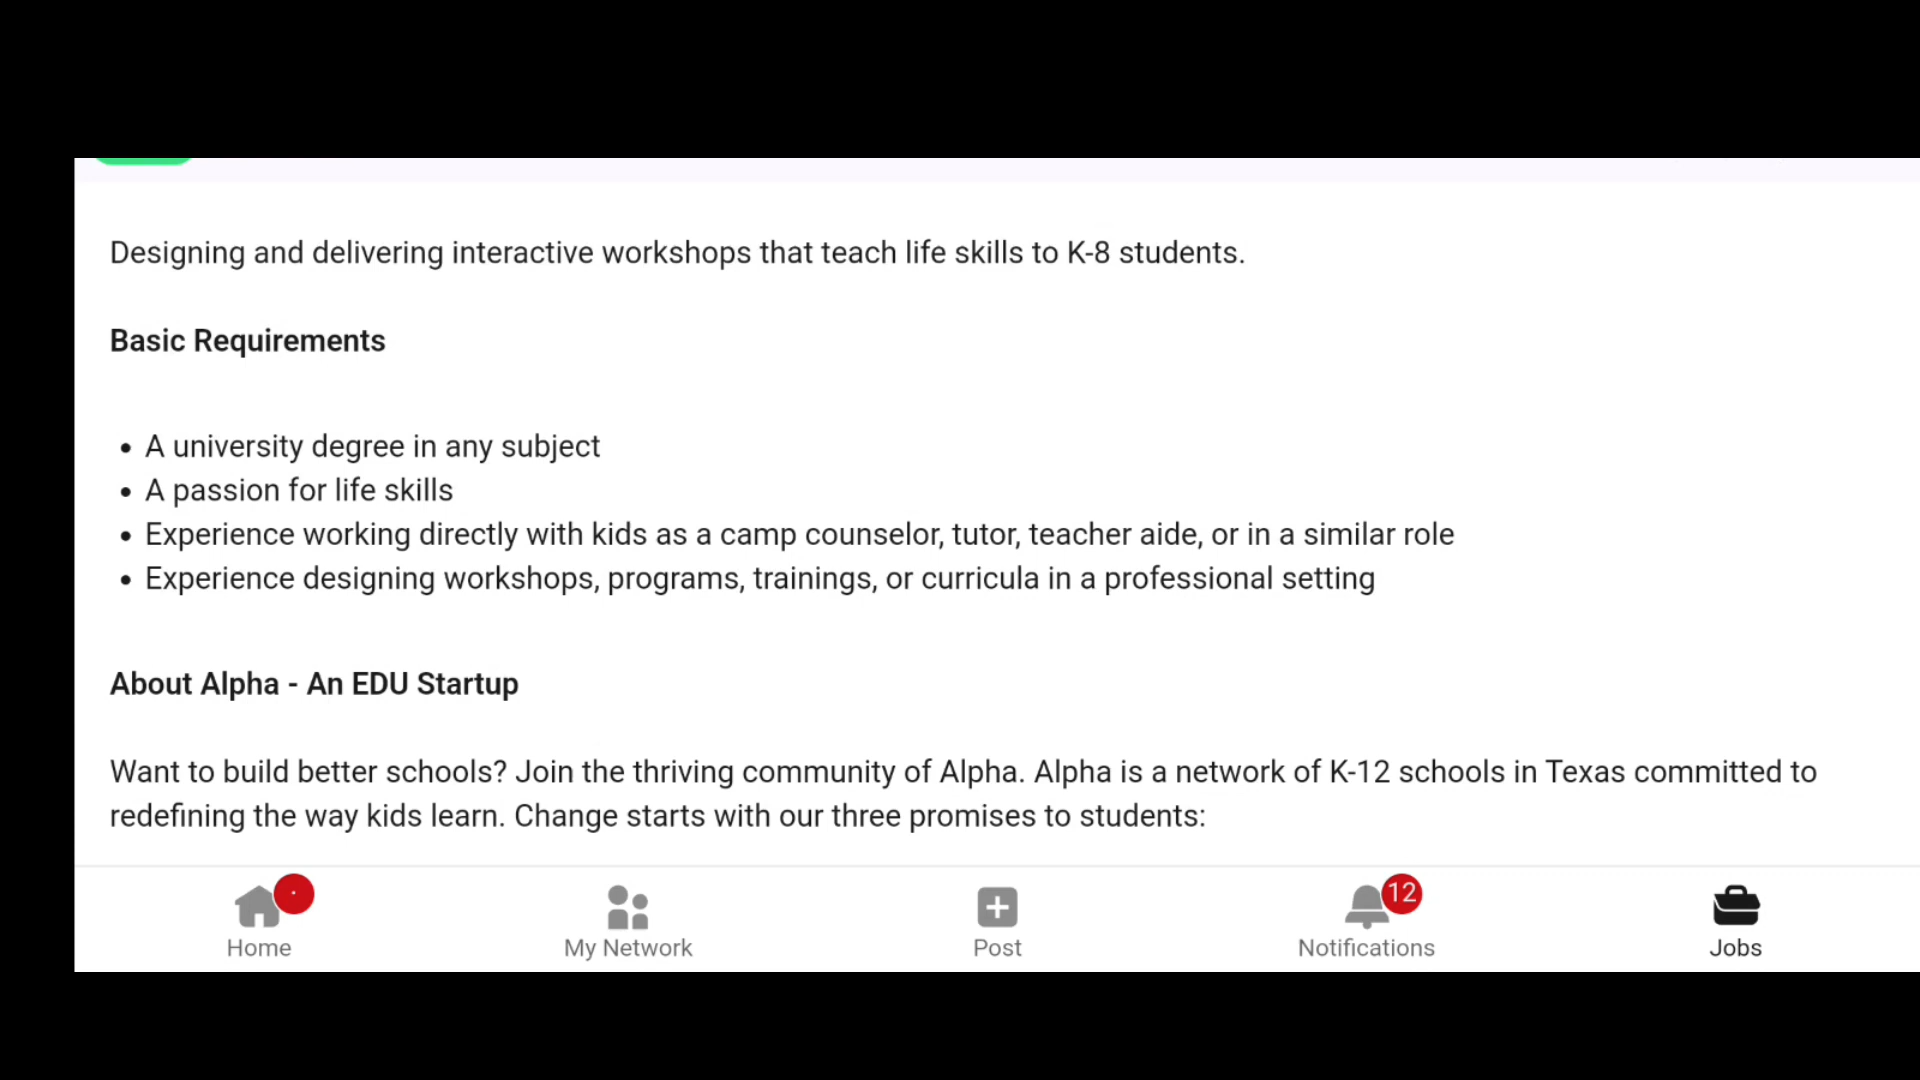 Designing and delivering interactive workshops that teach life skills to K-8 students.
Basic Requirements
• A university degree in any subject
• A passion for life skills
• Experience working directly with kids as a camp counselor, tutor, teacher aide, or in a similar role
• Experience designing workshops, programs, trainings, or curricula in a professional setting
About Alpha - An EDU Startup
Want to build better schools? Join the thriving community of Alpha. Alpha is a network of K-12 schools in Texas committed to
redefining the way kids learn. Change starts with our three promises to students:
12
Home My Network Post Notifications Jobs